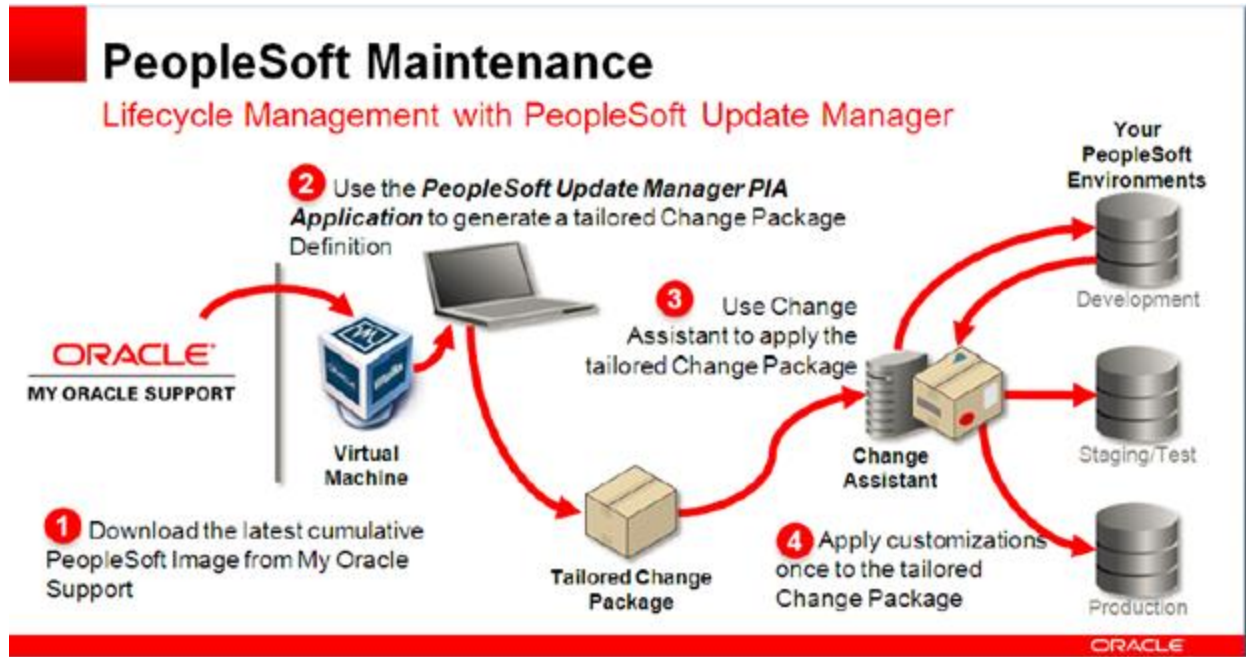 PeopleSoft Maintenance
Lifecycle Management with PeopleSoft Update Manager
Your
PeopleSoft
Environments
2 Use the PeopleSoft Update Manager PIA
Application to generate a tailored Change Package
Definition
3 Use Change
Assistant to apply the
tailored Change Package
Development
ORACLE
MY ORACLE SUPPORT
Virtual
Machine
Change
Assistant
Staging/Test
1 Download the latest cumulative
PeopleSoft Image from My Oracle
Support
Tailored Change
Package
4 Apply customizations
once to the tailored
Change Package
Production
ORACLE